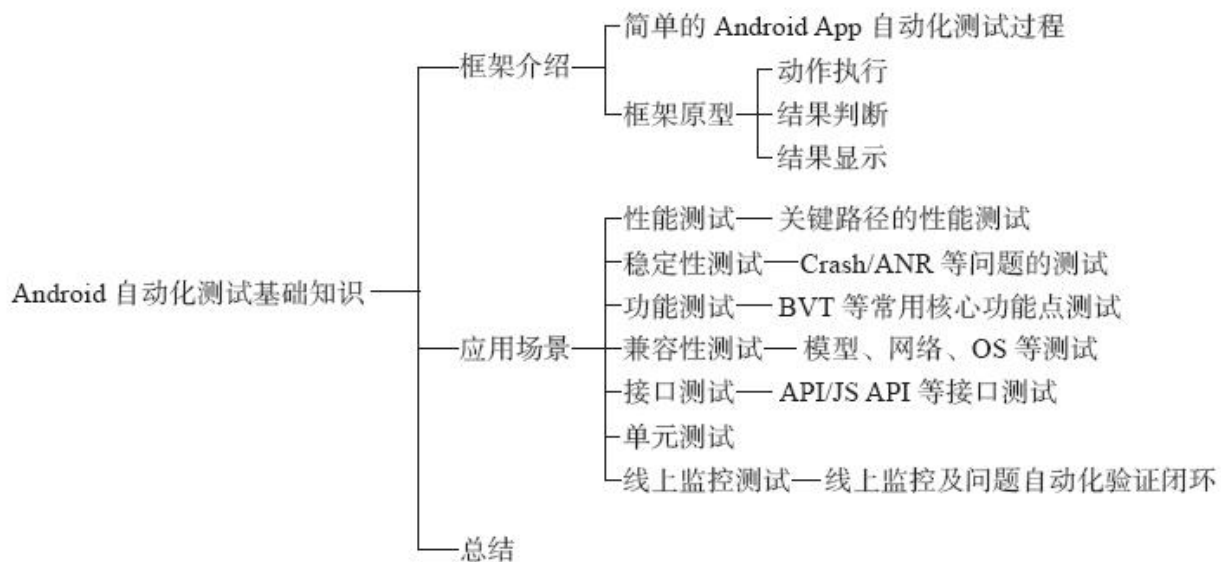 简单的 Android App 自动化测试过程
框架介绍
动作执行
框架原型
结果判断
结果显示
性能测试
关键路径的性能测试
稳定性测试
Crash/ANR 等问题的测试
Android 自动化测试基础知识
功能测试
BVT 等常用核心功能点测试
应用场景
兼容性测试
模型、网络、OS 等测试
接口测试
API/JS API 等接口测试
单元测试
线上监控测试
线上监控及问题自动化验证闭环
总结